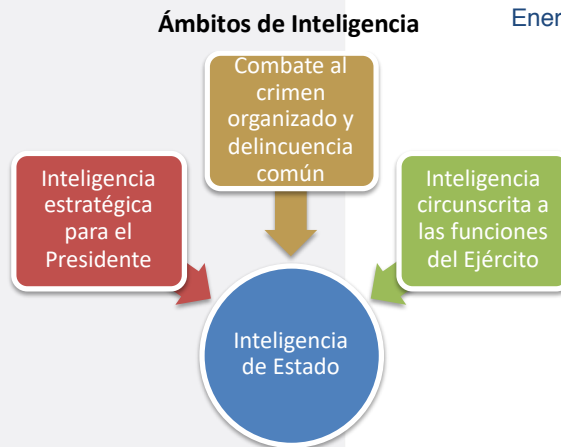 Ámbitos de Inteligencia
Ener
Combate al
crimen
organizado y
delincuencia
común
Inteligencia
estratégica
para el
Presidente
Inteligencia
circunscrita a
las funciones
del Ejército
Inteligencia
de Estado